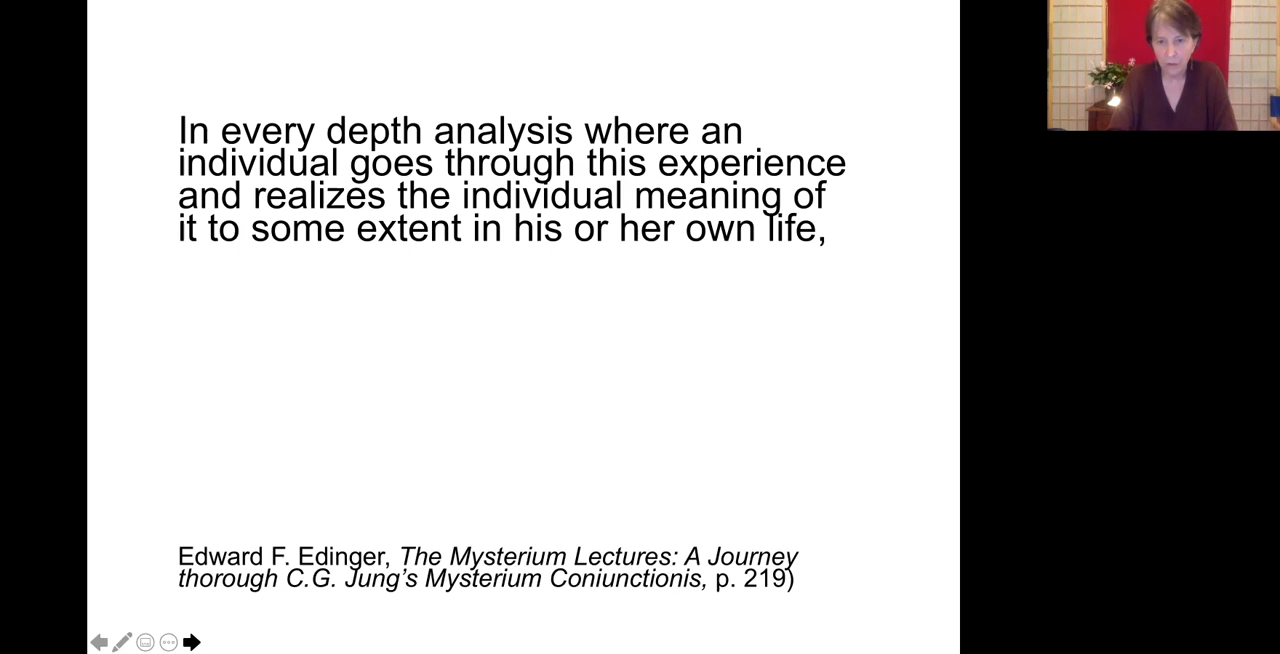 In every depth analysis where an
individual goes through this experience
and realizes the individual meaning of
it to some extent in his or her own life,
Edward F. Edinger, The Mysterium Lectures: A Journey
thorough C.G. Jung’s Mysterium Coniunctionis, p. 219)